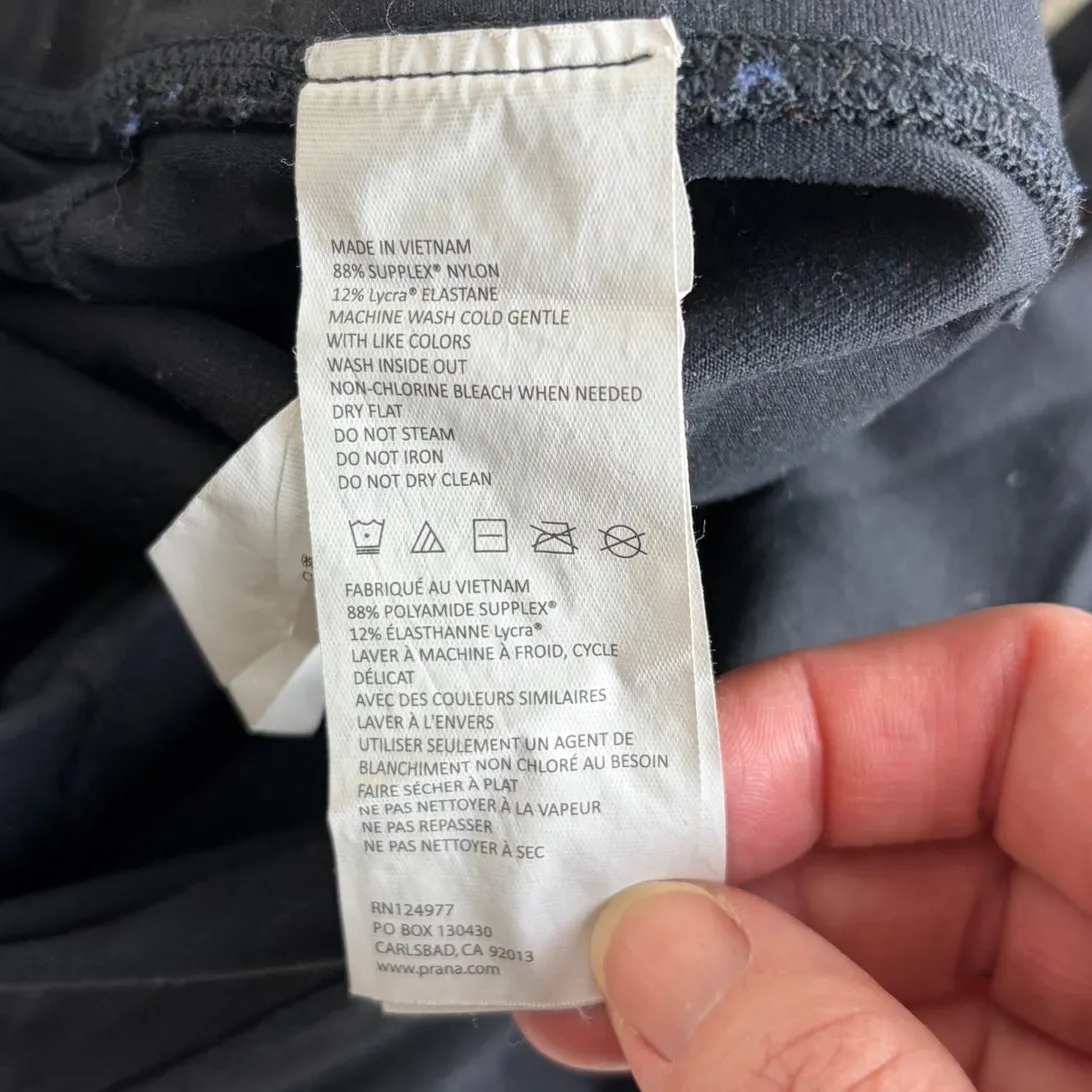 MADE IN VIETNAM
88% SUPPLEX® NYLON
12% Lycra® ELASTANE
MACHINE WASH COLD GENTLE
WITH LIKE COLORS
WASH INSIDE OUT
NON-CHLORINE BLEACH WHEN NEEDED
DRY FLAT
DO NOT STEAM
DO NOT IRON
DO NOT DRY CLEAN
FABRIQUÉ AU VIETNAM
88% POLYAMIDE SUPPLEX®
12% ÉLASTHANNE Lycra®
LAVER À MACHINE À FROID, CYCLE
DÉLICAT
AVEC DES COULEURS SIMILAIRES
LAVER À L'ENVERS
UTILISER SEULEMENT UN AGENT DE
BLANCHIMENT NON CHLORÉ AU BESOIN
FAIRE SÉCHER À PLAT
NE PAS NETTOYER À LA VAPEUR
NE PAS REPASSER
NE PAS NETTOYER À SEC
RN124977
PO BOX 130430
CARLSBAD, CA 92013
www.prana.com